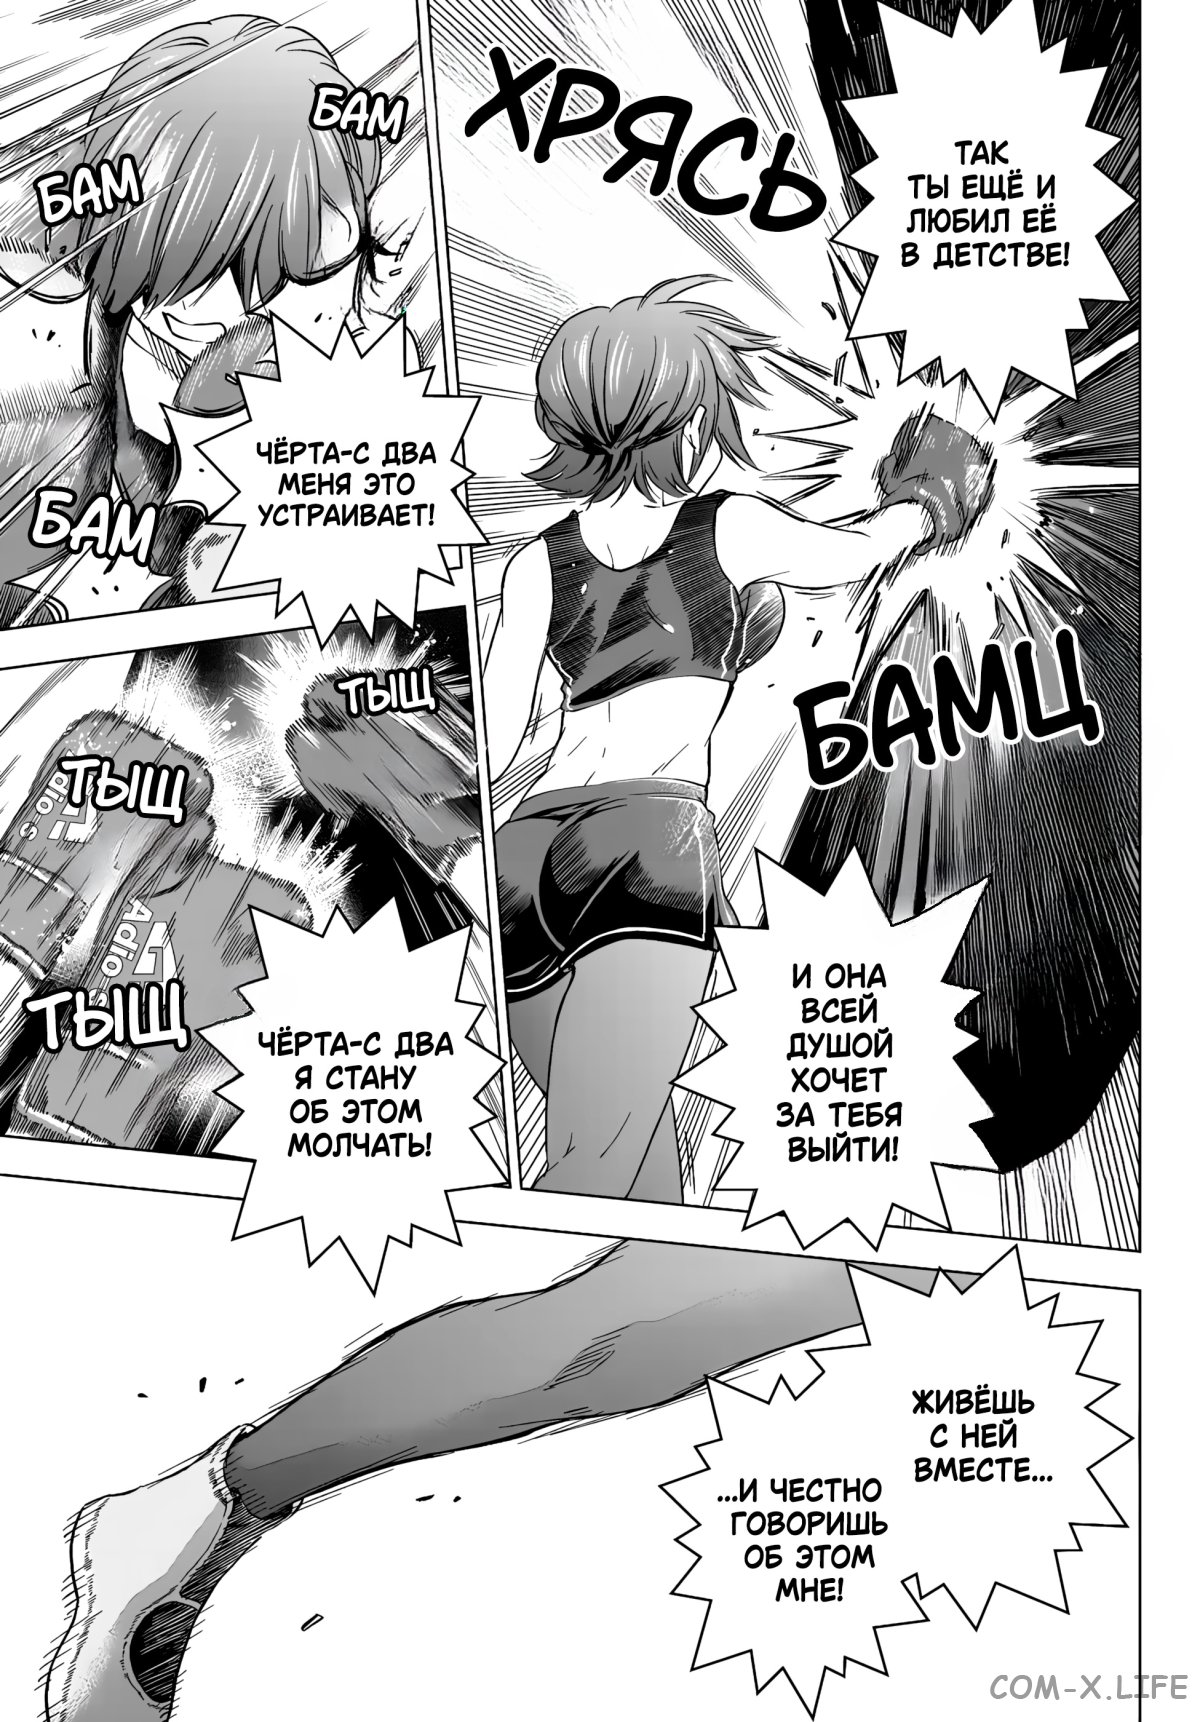 ТАК
ТЫ ЕЩЁ И
ЛЮБИЛ ЕЁ
В ДЕТСТВЕ!
ХРЯСЬ
БАМЦ
И ОНА
ВСЕЙ
ДУШОЙ
ХОЧЕТ
ЗА ТЕБЯ
ВЫЙТИ!
БАМ
БАМ
БАМ
ЧЁРТА-С ДВА
МЕНЯ ЭТО
УСТРАИВАЕТ!
ТЫЩ
ТЫЩ
ТЫЩ
Adio
dio-s
ЧЁРТА-С ДВА
Я СТАНУ
ОБ ЭТОМ
МОЛЧАТЬ!
ЖИВЁШЬ
С НЕЙ
ВМЕСТЕ...
...И ЧЕСТНО
ГОВОРИШЬ
ОБ ЭТОМ
МНЕ!
COM-X.LIFE